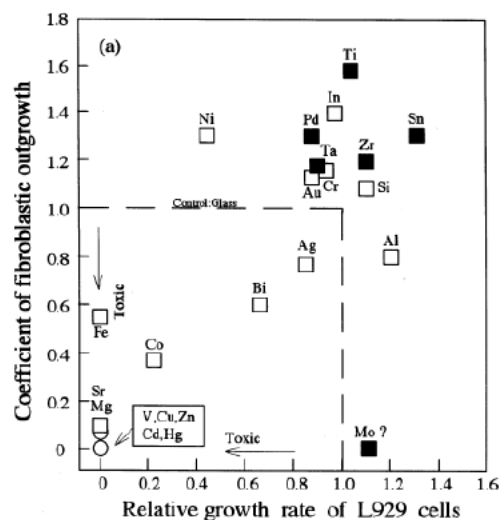 (a)
Coefficient of fibroblastic outgrowth
1.8
1.6
1.4
1.2
1.0
0.8
0.6
0.4
0.2
0
Ti
In
Ni
Pd
Sn
Zr
Ta
Au
Cr
Si
Control:Glass
Al
Ag
Toxic
Bi
Fe
Co
Sr
Mg
V,Cu,Zn
Cd,Hg
Toxic
Mo ?
0 0.2 0.4 0.6 0.8 1.0 1.2 1.4 1.6
Relative growth rate of L929 cells